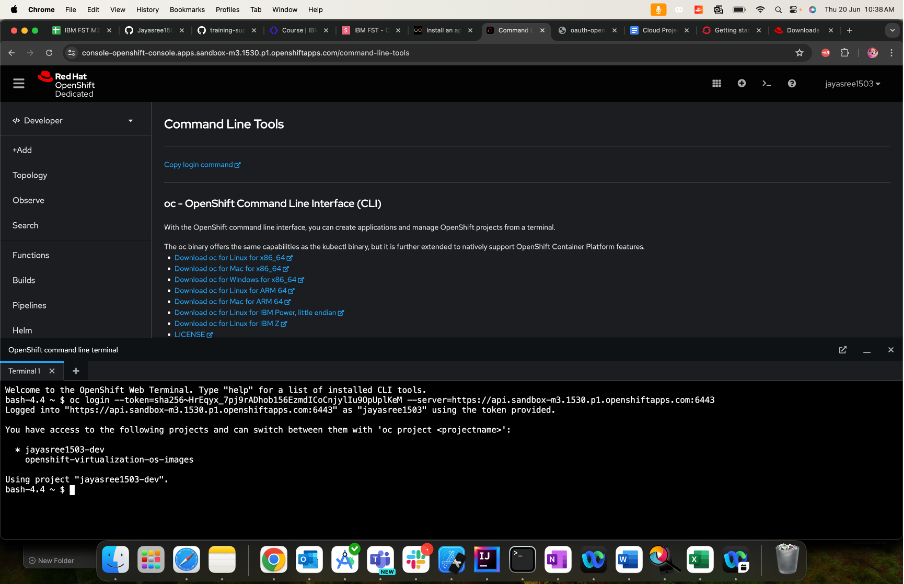 Chrome File Edit View History Bookmarks Profiles Tab Window Help Thu 20 Jun 10:38 AM
IBM FST M3 Jayasree15 training-su Course | IB IBM FST - C Install an a Command oauth-open Cloud Proj Getting star Downloads
console-openshift-console.apps.sandbox-m3.1530.p1.openshiftapps.com/command-line-tools
Red Hat
OpenShift
Dedicated
jayasree1503
Developer
+Add
Topology
Observe
Search
Functions
Builds
Pipelines
Helm
Command Line Tools
Copy login command
oc - OpenShift Command Line Interface (CLI)
With the OpenShift command line interface, you can create applications and manage OpenShift projects from a terminal.
The oc binary offers the same capabilities as the kubectl binary, but it is further extended to natively support OpenShift Container Platform features.
Download oc for Linux for x86_64
Download oc for Mac for x86_64
Download oc for Windows for x86_64
Download oc for Linux for ARM 64
Download oc for Mac for ARM 64
Download oc for Linux for IBM Power, little endian
Download oc for Linux for IBM Z
LICENSE
OpenShift command line terminal
Terminal 1
Welcome to the OpenShift Web Terminal. Type "help" for a list of installed CLI tools.
bash-4.4 ~ $ oc login --token=sha256~HrEqyx_7pj9rADhob156EzmdICoCnjylIu9OpUplKeM --server=https://api.sandbox-m3.1530.p1.openshiftapps.com:6443
Logged into "https://api.sandbox-m3.1530.p1.openshiftapps.com:6443" as "jayasree1503" using the token provided.
You have access to the following projects and can switch between them with 'oc project <projectname>':
* jayasree1503-dev
openshift-virtualization-os-images
Using project "jayasree1503-dev".
bash-4.4 ~ $
New Folder
NEW